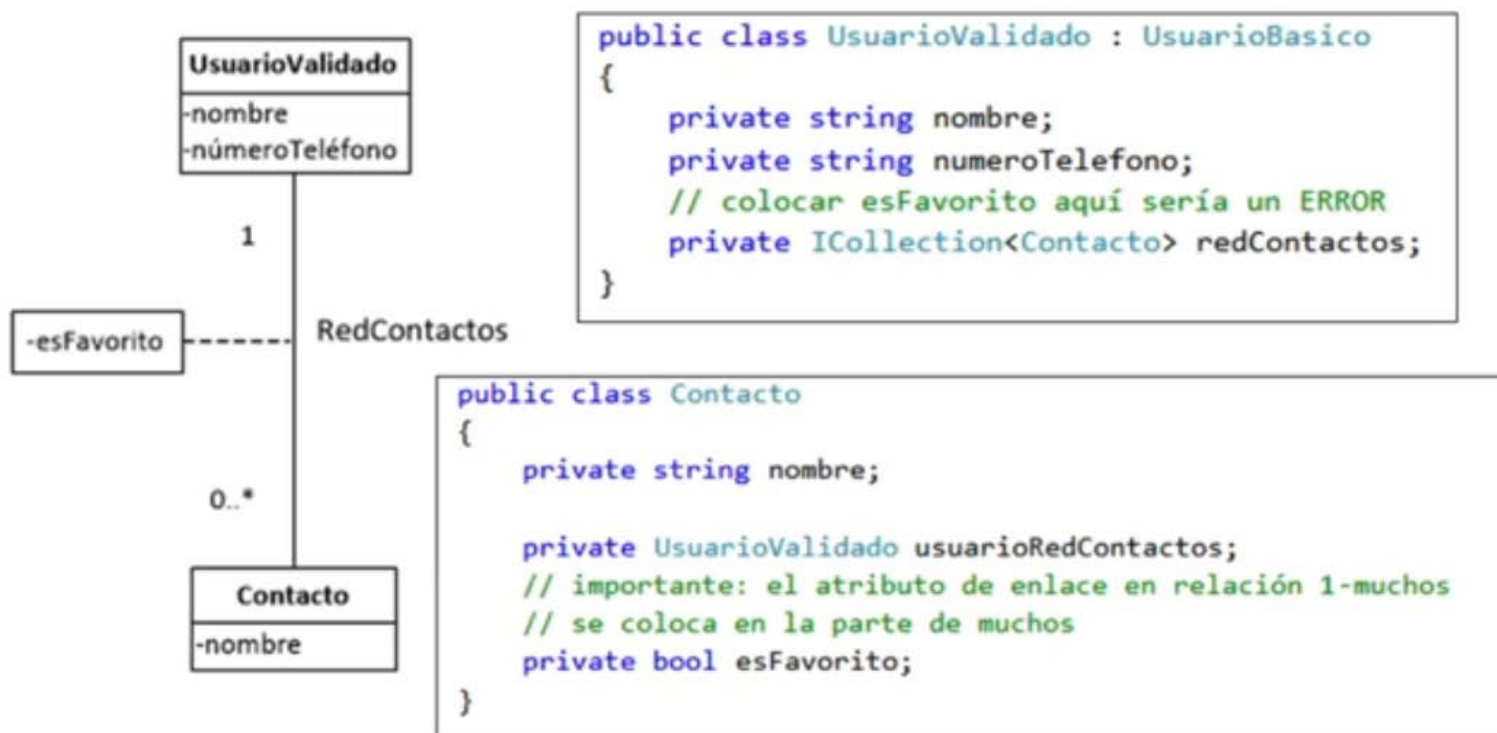 UsuarioValidado
-nombre
-númeroTeléfono
1
-esFavorito
RedContactos
0..*
Contacto
-nombre
public class UsuarioValidado : UsuarioBasico
{
private string nombre;
private string numeroTelefono;
// colocar esFavorito aquí sería un ERROR
private ICollection<Contacto> redContactos;
}
public class Contacto
{
private string nombre;
private UsuarioValidado usuarioRedContactos;
// importante: el atributo de enlace en relación 1-muchos
// se coloca en la parte de muchos
private bool esFavorito;
}